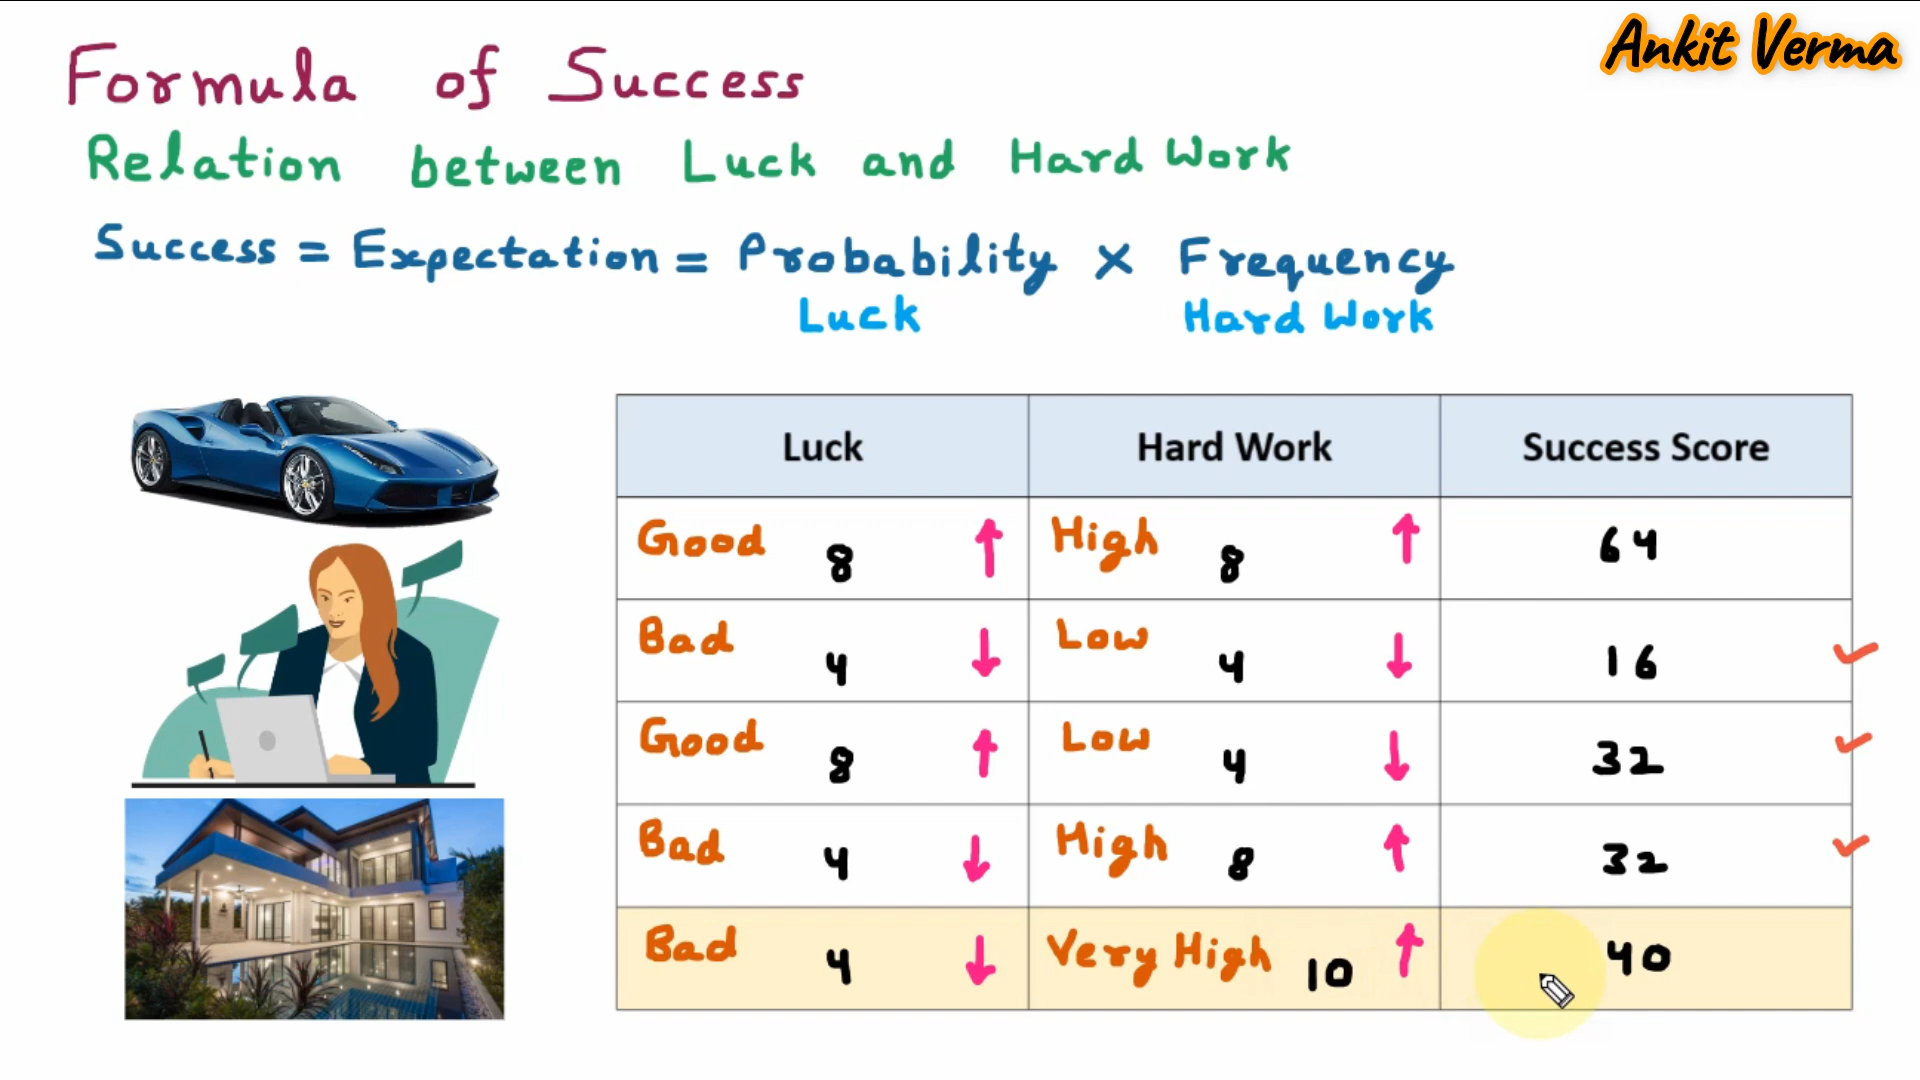 Ankit Verma
Formula of Success
Relation between Luck and Hard Work
Success = Expectation = Probability × Frequency
Luck Hard Work
Luck Hard Work Success Score
Good 8 ↑ High 8 ↑ 64
Bad 4 ↓ Low 4 ↓ 16 ✓
Good 8 ↑ Low 4 ↓ 32 ✓
Bad 4 ↓ High 8 ↑ 32 ✓
Bad 4 ↓ Very High 10 ↑ 40